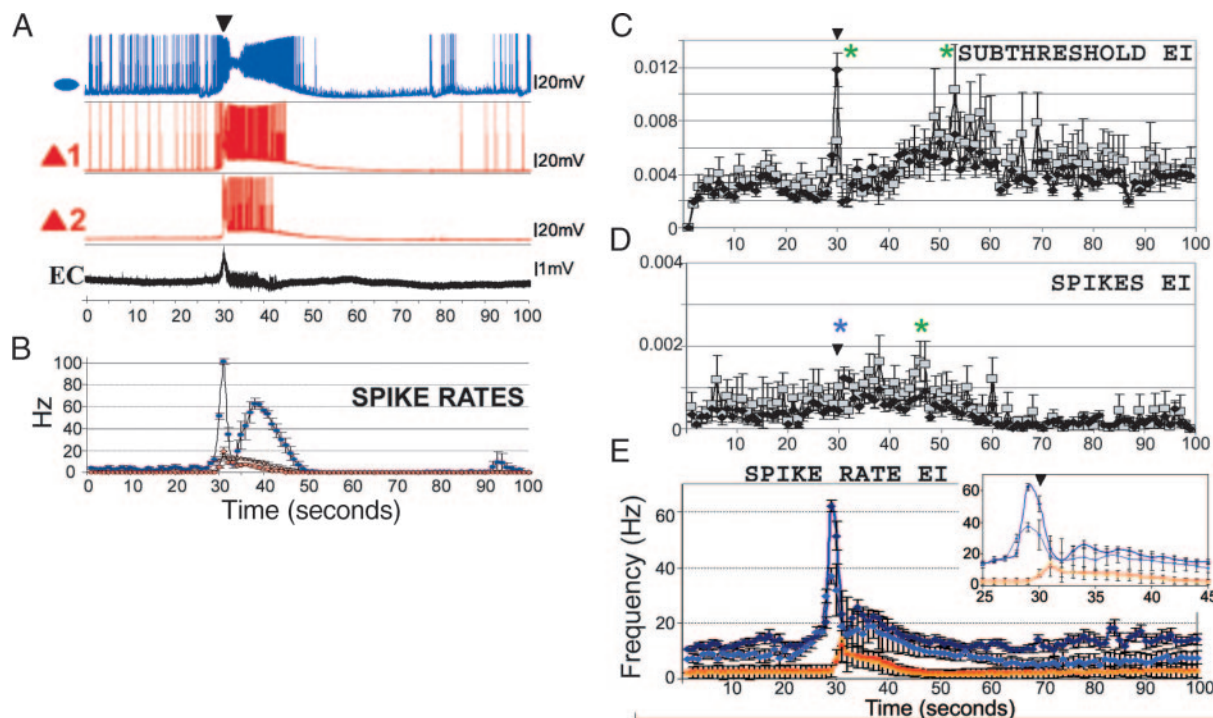 A
20mV
1
20mV
2
20mV
EC
1mV
0 10 20 30 40 50 60 70 80 90 100
B
SPIKE RATES
Hz
100
80
60
40
20
0
0 10 20 30 40 50 60 70 80 90 100
Time (seconds)
C
SUBTHRESHOLD EI
0.012
0.008
0.004
0
10 20 30 40 50 60 70 80 90 100
D
SPIKES EI
0.004
0.002
0
10 20 30 40 50 60 70 80 90 100
E
SPIKE RATE EI
Frequency (Hz)
60
40
20
0
10 20 30 40 50 60 70 80 90 100
Time (seconds)
60
40
20
0
25 30 35 40 45